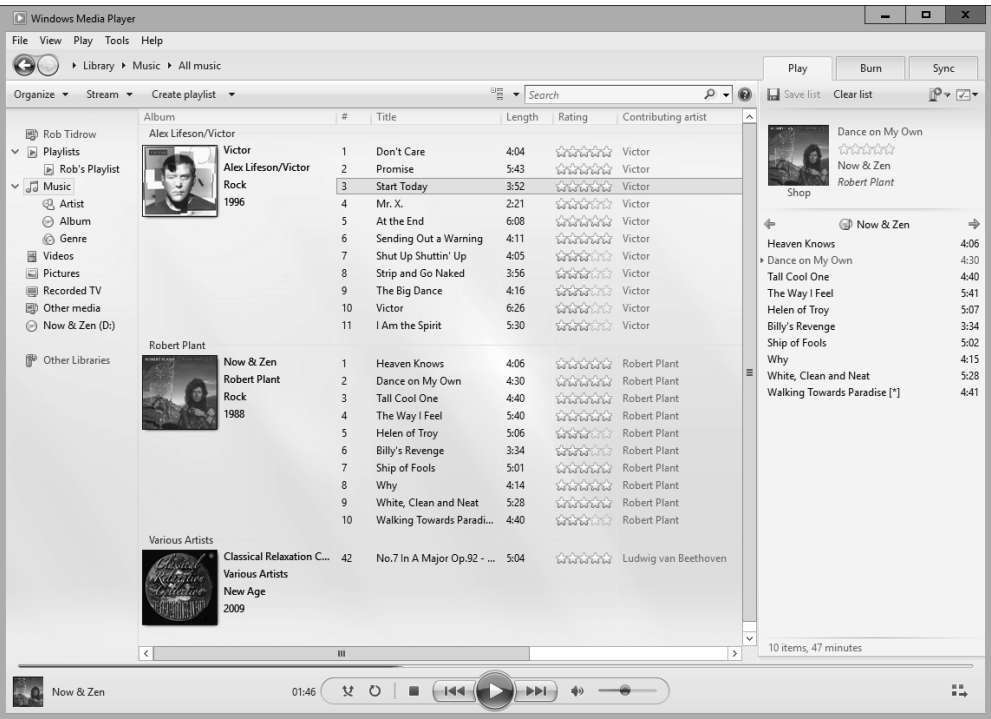 Windows Media Player
File View Play Tools Help
Library Music All music
Play Burn Sync
Organize Stream Create playlist Search
Save list Clear list
Album # Title Length Rating Contributing artist
Rob Tidrow
Playlists
Rob's Playlist
Music
Artist
Album
Genre
Videos
Pictures
Recorded TV
Other media
Now & Zen (D:)
Other Libraries
Alex Lifeson/Victor
Victor
Alex Lifeson/Victor
Rock
1996
1 Don't Care 4:04 Victor
2 Promise 5:43 Victor
3 Start Today 3:52 Victor
4 Mr. X. 2:21 Victor
5 At the End 6:08 Victor
6 Sending Out a Warning 4:11 Victor
7 Shut Up Shuttin' Up 4:05 Victor
8 Strip and Go Naked 3:56 Victor
9 The Big Dance 4:16 Victor
10 Victor 6:26 Victor
11 I Am the Spirit 5:30 Victor
Robert Plant
Now & Zen
Robert Plant
Rock
1988
1 Heaven Knows 4:06 Robert Plant
2 Dance on My Own 4:30 Robert Plant
3 Tall Cool One 4:40 Robert Plant
4 The Way I Feel 5:40 Robert Plant
5 Helen of Troy 5:06 Robert Plant
6 Billy's Revenge 3:34 Robert Plant
7 Ship of Fools 5:01 Robert Plant
8 Why 4:14 Robert Plant
9 White, Clean and Neat 5:28 Robert Plant
10 Walking Towards Paradi... 4:40 Robert Plant
Various Artists
Classical Relaxation C...
Various Artists
New Age
2009
42 No.7 In A Major Op.92 - ... 5:04 Ludwig van Beethoven
Classical
Relaxation
Collection
Dance on My Own
Now & Zen
Robert Plant
Shop
Now & Zen
Heaven Knows 4:06
Dance on My Own 4:30
Tall Cool One 4:40
The Way I Feel 5:41
Helen of Troy 5:07
Billy's Revenge 3:34
Ship of Fools 5:02
Why 4:15
White, Clean and Neat 5:28
Walking Towards Paradise [*] 4:41
10 items, 47 minutes
Now & Zen 01:46